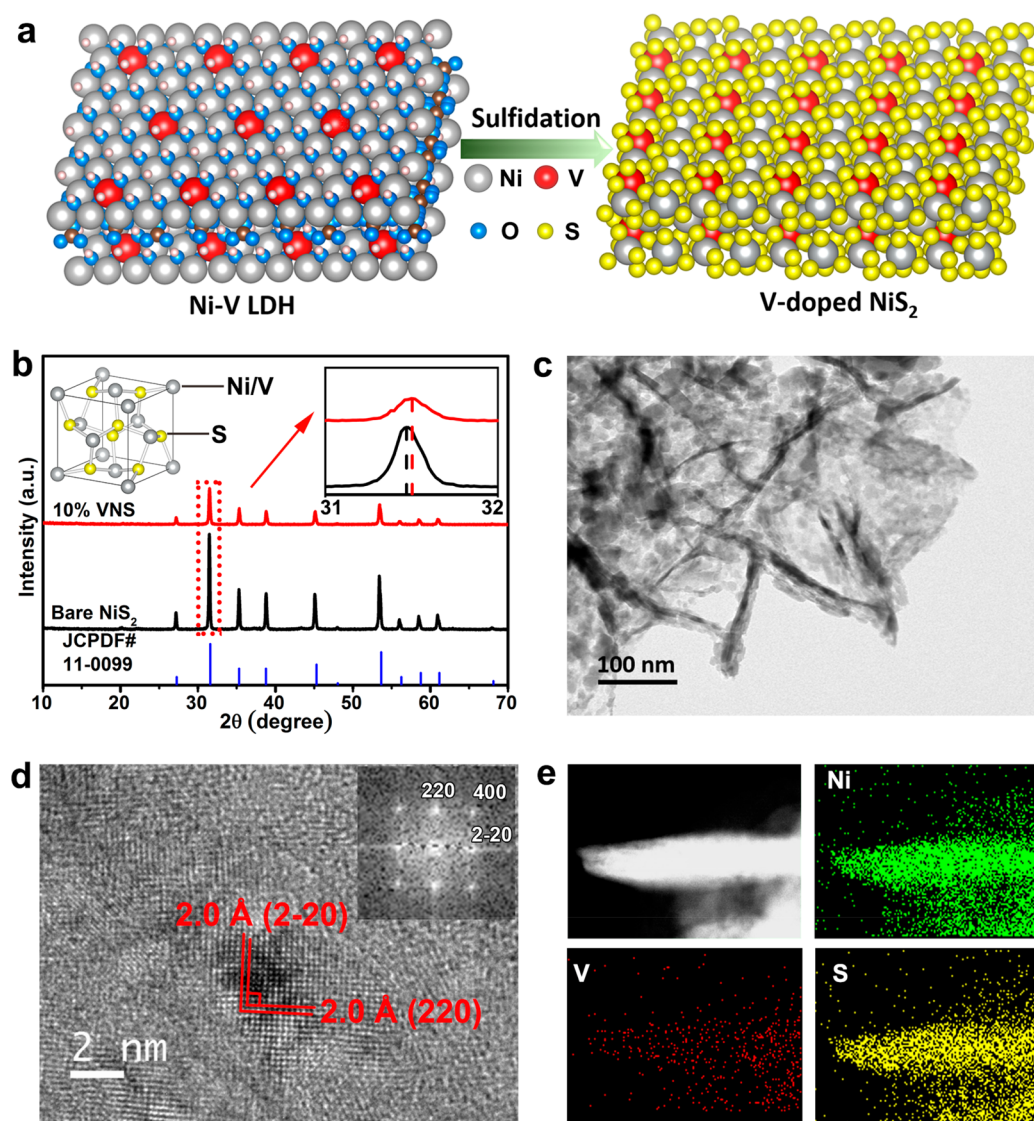 a
Sulfidation
Ni V
O S
Ni-V LDH
V-doped NiS₂
b
Ni/V
S
31 32
10% VNS
Bare NiS₂
JCPDF#
11-0099
Intensity (a.u.)
10 20 30 40 50 60 70
2θ (degree)
c
100 nm
d
220 400
2-20
2.0 Å (2-20)
2.0 Å (220)
2 nm
e
Ni
V
S